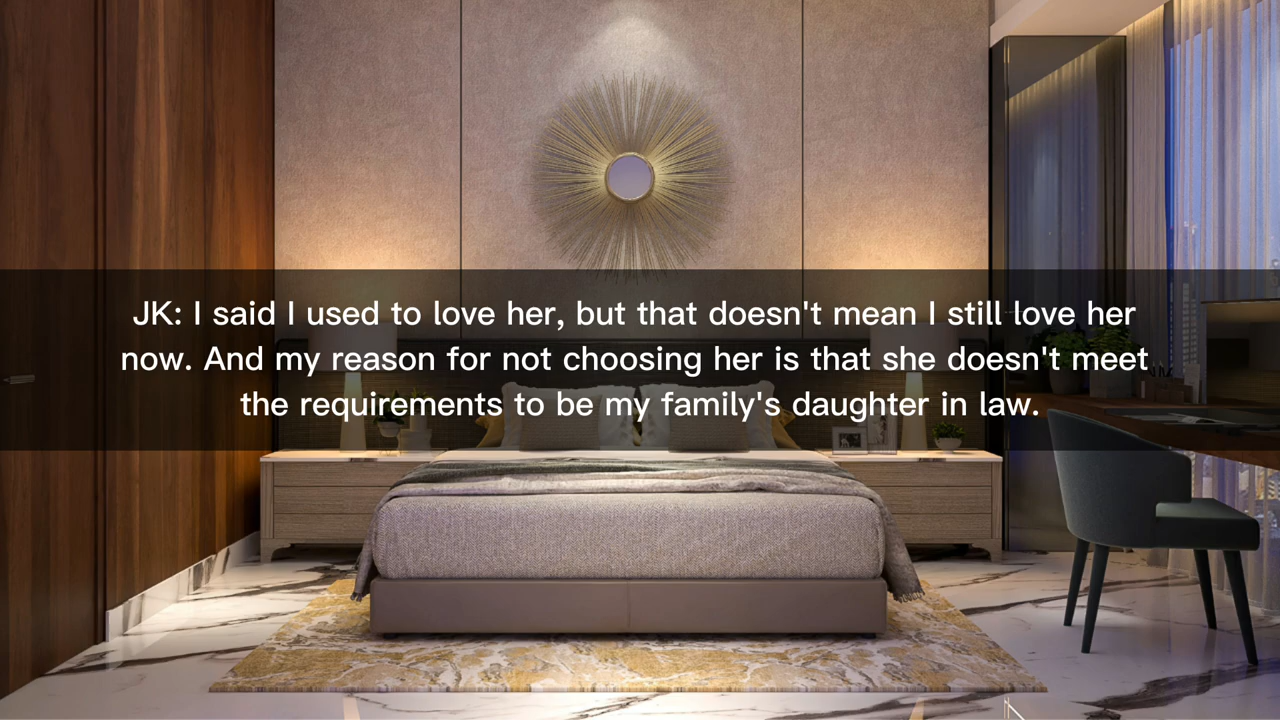 JK: I said I used to love her, but that doesn't mean I still love her
now. And my reason for not choosing her is that she doesn't meet
the requirements to be my family's daughter in law.